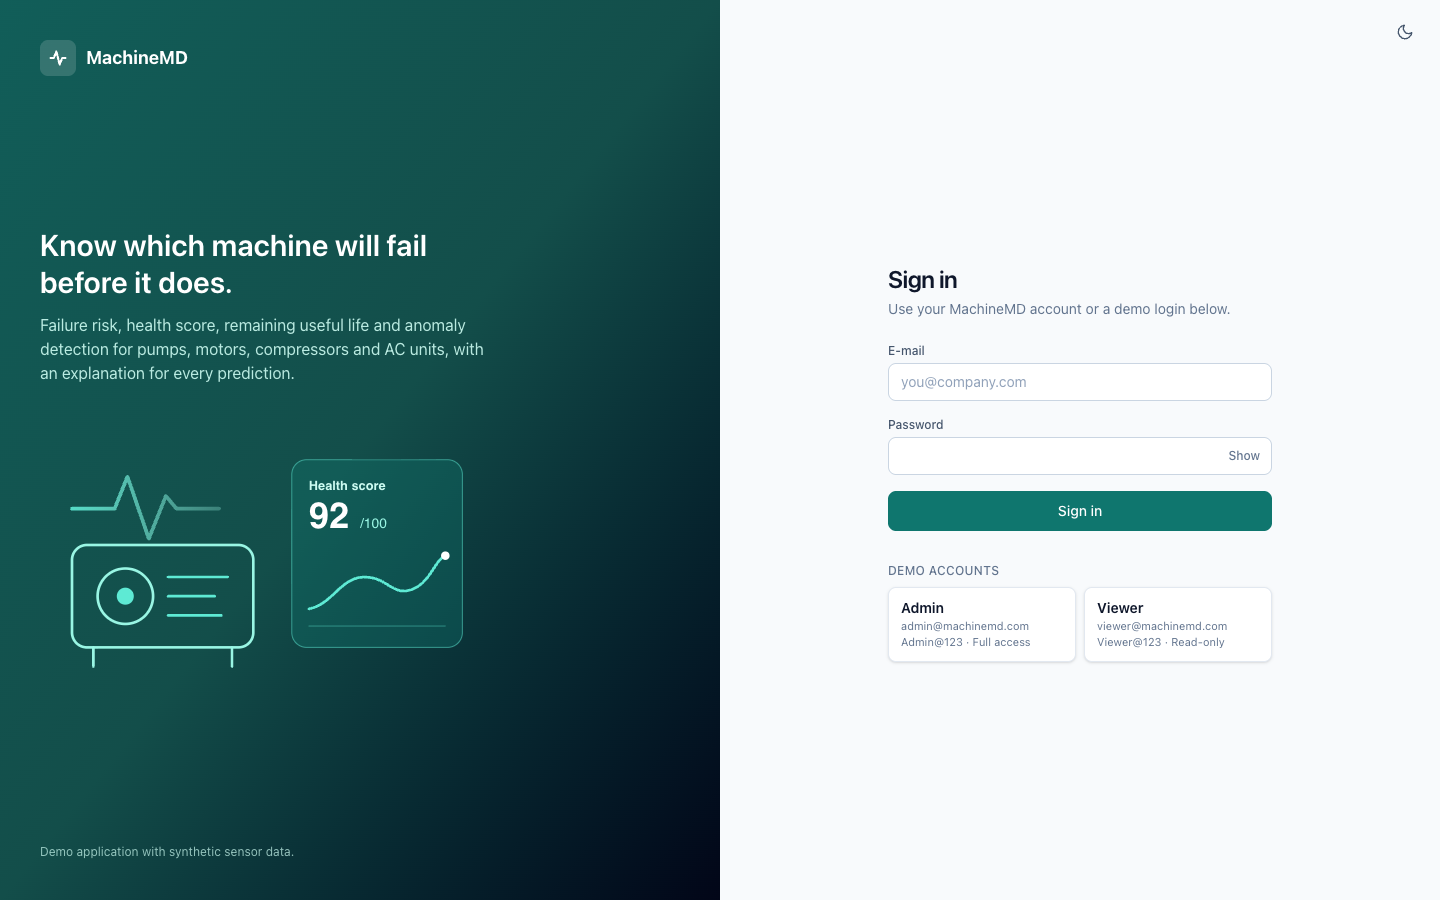 MachineMD
Know which machine will fail
before it does.
Failure risk, health score, remaining useful life and anomaly
detection for pumps, motors, compressors and AC units, with
an explanation for every prediction.
Health score
92 /100
Demo application with synthetic sensor data.
Sign in
Use your MachineMD account or a demo login below.
E-mail
you@company.com
Password
Show
Sign in
DEMO ACCOUNTS
Admin
admin@machinemd.com
Admin@123 · Full access
Viewer
viewer@machinemd.com
Viewer@123 · Read-only